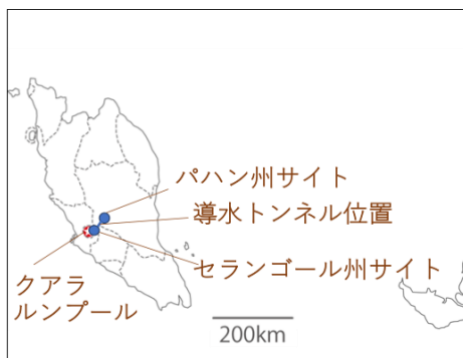 パハン州サイト
導水トンネル位置
セランゴール州サイト
クアラ
ルンプール
200km